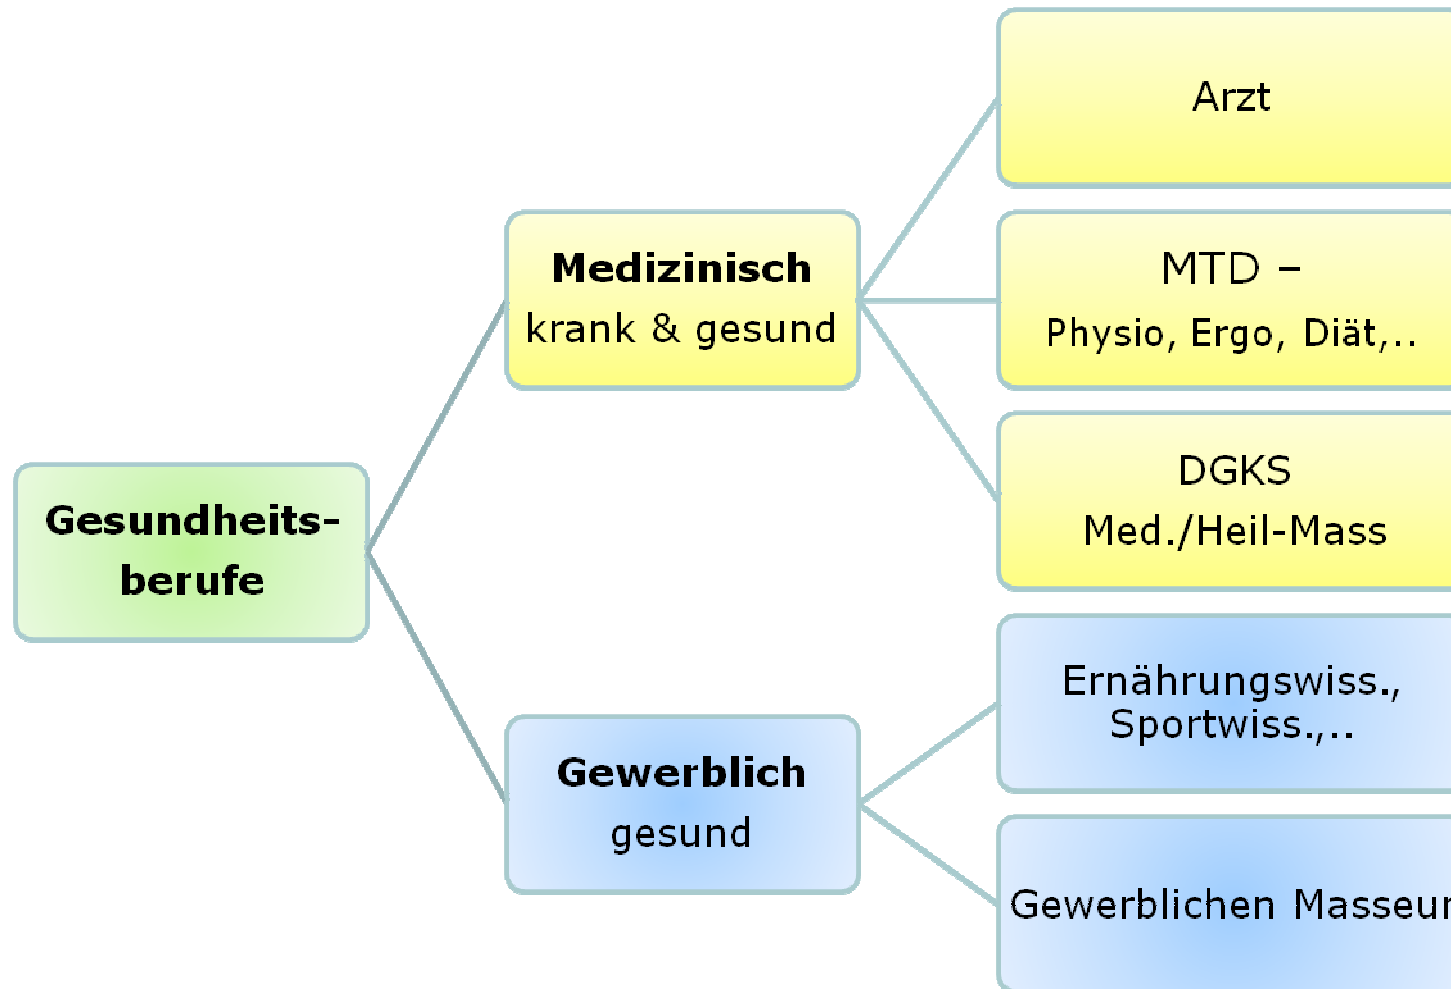 Arzt
Medizinisch
krank & gesund
MTD –
Physio, Ergo, Diät,..
DGKS
Med./Heil-Mass
Gesundheits-
berufe
Ernährungswiss.,
Sportwiss.,..
Gewerblich
gesund
Gewerblichen Masseur